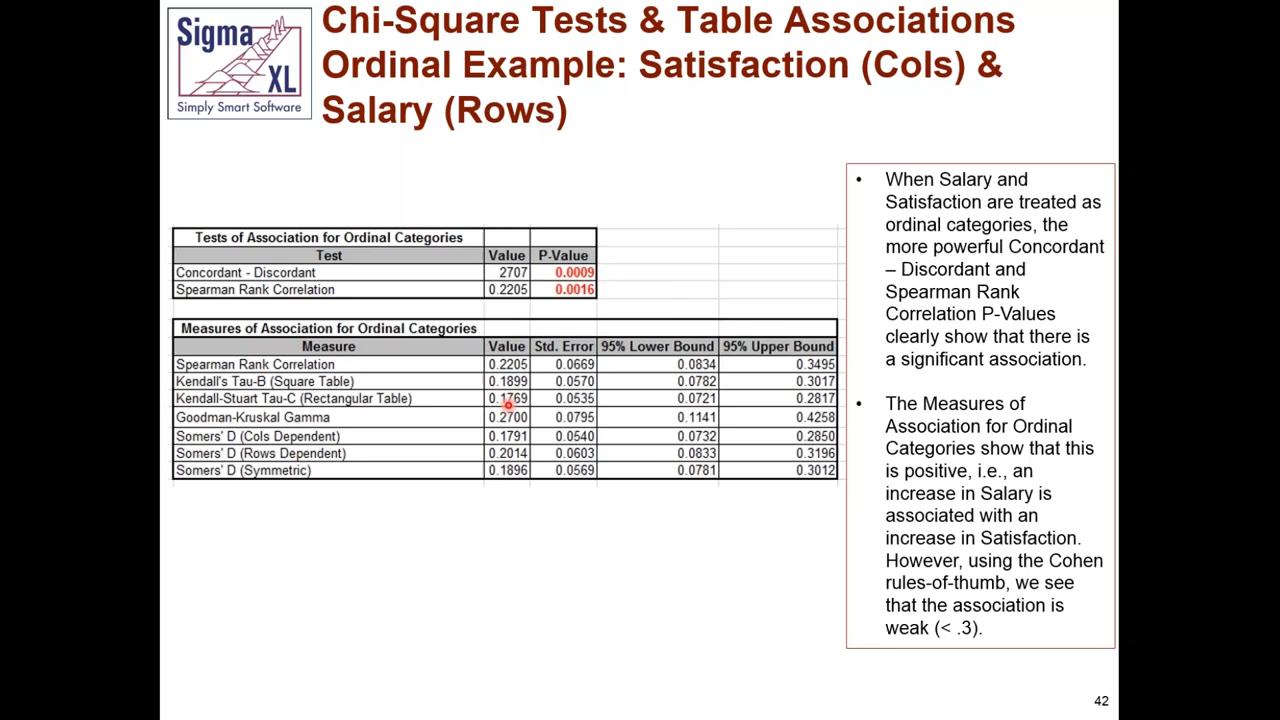 Sigma
XL
Simply Smart Software
Chi-Square Tests & Table Associations
Ordinal Example: Satisfaction (Cols) &
Salary (Rows)
Tests of Association for Ordinal Categories
Test Value P-Value
Concordant - Discordant 2707 0.0009
Spearman Rank Correlation 0.2205 0.0016
Measures of Association for Ordinal Categories
Measure Value Std. Error 95% Lower Bound 95% Upper Bound
Spearman Rank Correlation 0.2205 0.0669 0.0834 0.3495
Kendall's Tau-B (Square Table) 0.1899 0.0570 0.0782 0.3017
Kendall-Stuart Tau-C (Rectangular Table) 0.1769 0.0535 0.0721 0.2817
Goodman-Kruskal Gamma 0.2700 0.0795 0.1141 0.4258
Somers' D (Cols Dependent) 0.1791 0.0540 0.0732 0.2850
Somers' D (Rows Dependent) 0.2014 0.0603 0.0833 0.3196
Somers' D (Symmetric) 0.1896 0.0569 0.0781 0.3012
• When Salary and
Satisfaction are treated as
ordinal categories, the
more powerful Concordant
– Discordant and
Spearman Rank
Correlation P-Values
clearly show that there is
a significant association.
• The Measures of
Association for Ordinal
Categories show that this
is positive, i.e., an
increase in Salary is
associated with an
increase in Satisfaction.
However, using the Cohen
rules-of-thumb, we see
that the association is
weak (< .3).
42